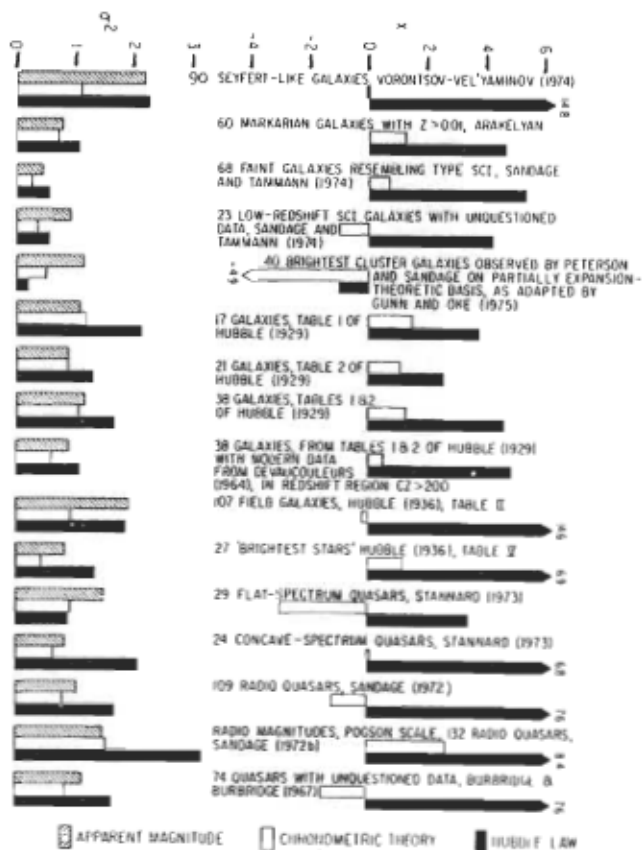 σ²
x
0 1 2 3
-4 -2 0 2 4 6
90 SEYFERT-LIKE GALAXIES, VORONTSOV-VEL'YAMINOV (1974)
60 MARKARIAN GALAXIES WITH Z > 0.01, ARAKELYAN
68 FAINT GALAXIES RESEMBLING TYPE SCI, SANDAGE
AND TAMMANN (1974)
23 LOW-REDSHIFT SCI GALAXIES WITH UNQUESTIONED
DATA, SANDAGE AND
TAMMANN (1974)
-49
40 BRIGHTEST CLUSTER GALAXIES OBSERVED BY PETERSON
AND SANDAGE ON PARTIALLY EXPANSION-
THEORETIC BASIS, AS ADAPTED BY
GUNN AND OKE (1975)
17 GALAXIES, TABLE 1 OF
HUBBLE (1929)
21 GALAXIES, TABLE 2 OF
HUBBLE (1929)
38 GALAXIES, TABLES 1 & 2
OF HUBBLE (1929)
38 GALAXIES, FROM TABLES 1 & 2 OF HUBBLE (1929)
WITH MODERN DATA
FROM DEVAUCOULEURS
(1964), IN REDSHIFT REGION CZ > 200
107 FIELD GALAXIES, HUBBLE (1936), TABLE II
27 "BRIGHTEST STARS" HUBBLE (1936), TABLE V
29 FLAT-SPECTRUM QUASARS, STANNARD (1973)
24 CONCAVE-SPECTRUM QUASARS, STANNARD (1973)
109 RADIO QUASARS, SANDAGE (1972)
76
RADIO MAGNITUDES, POGSON SCALE, 132 RADIO QUASARS,
SANDAGE (1972b)
74 QUASARS WITH UNQUESTIONED DATA, BURBIDGE &
BURBIDGE (1967)
APPARENT MAGNITUDE CHRONOMETRIC THEORY HUBBLE LAW